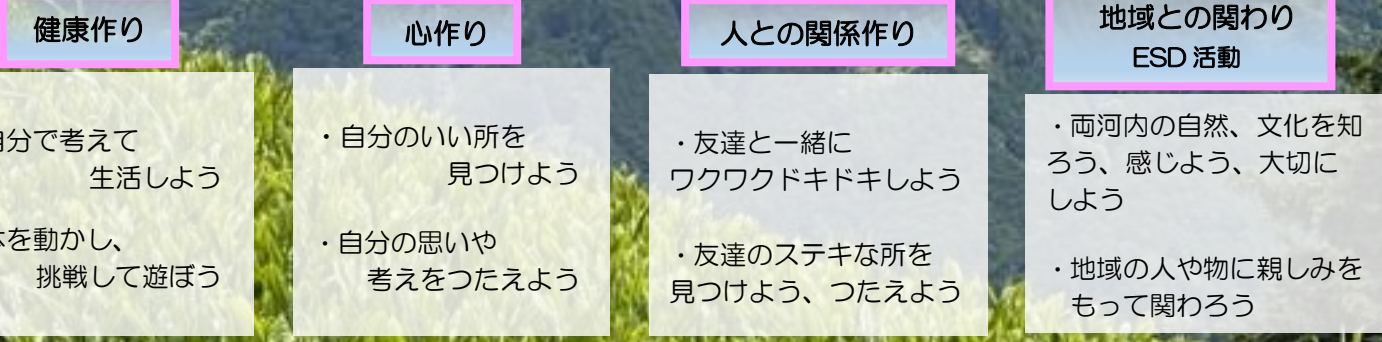 健康作り
分で考えて
生活しよう
を動かし、
挑戦して遊ぼう
心作り
・自分のいい所を
見つけよう
・自分の思いや
考えをつたえよう
人との関係作り
・友達と一緒に
ワクワクドキドキしよう
・友達のステキな所を
見つけよう、つたえよう
地域との関わり
ESD 活動
・両河内の自然、文化を知
ろう、感じよう、大切に
しよう
・地域の人や物に親しみを
もって関わろう